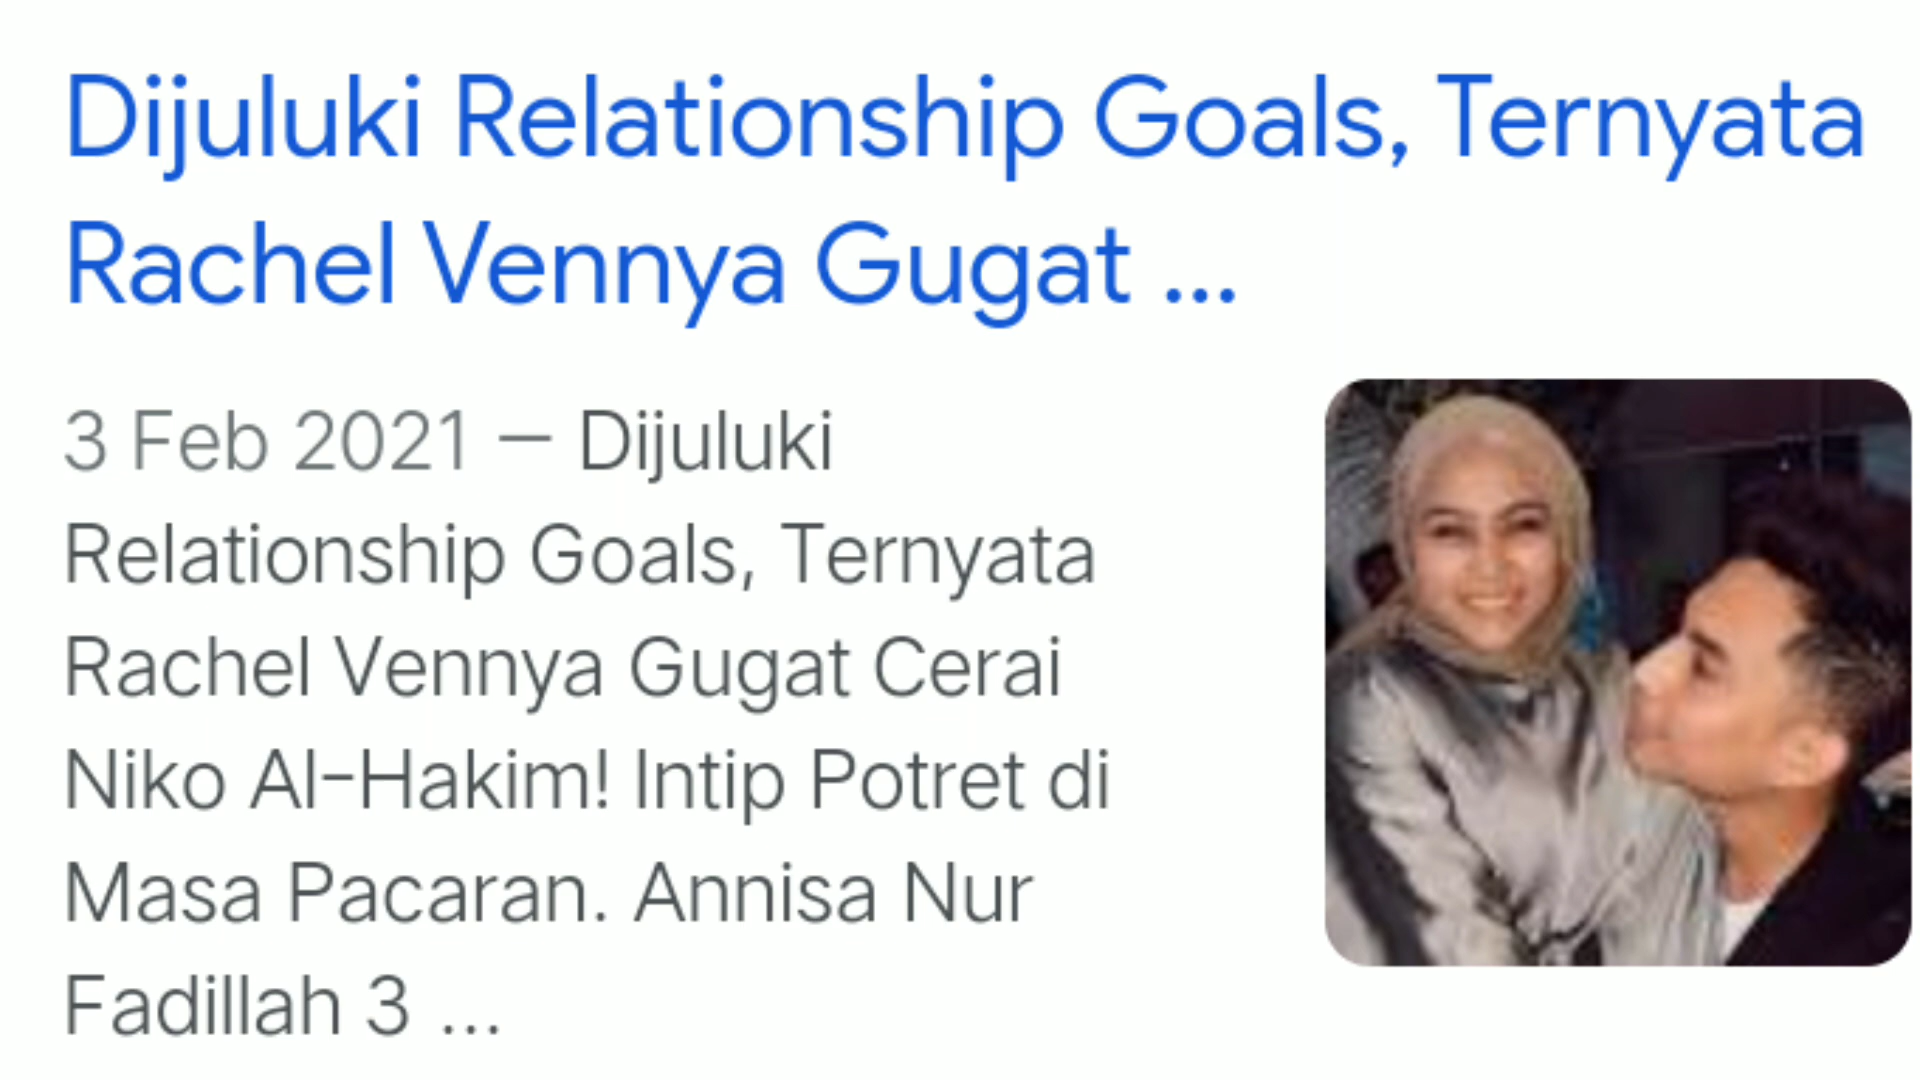 Dijuluki Relationship Goals, Ternyata
Rachel Vennya Gugat ...
3 Feb 2021 — Dijuluki
Relationship Goals, Ternyata
Rachel Vennya Gugat Cerai
Niko Al-Hakim! Intip Potret di
Masa Pacaran. Annisa Nur
Fadillah 3 ...